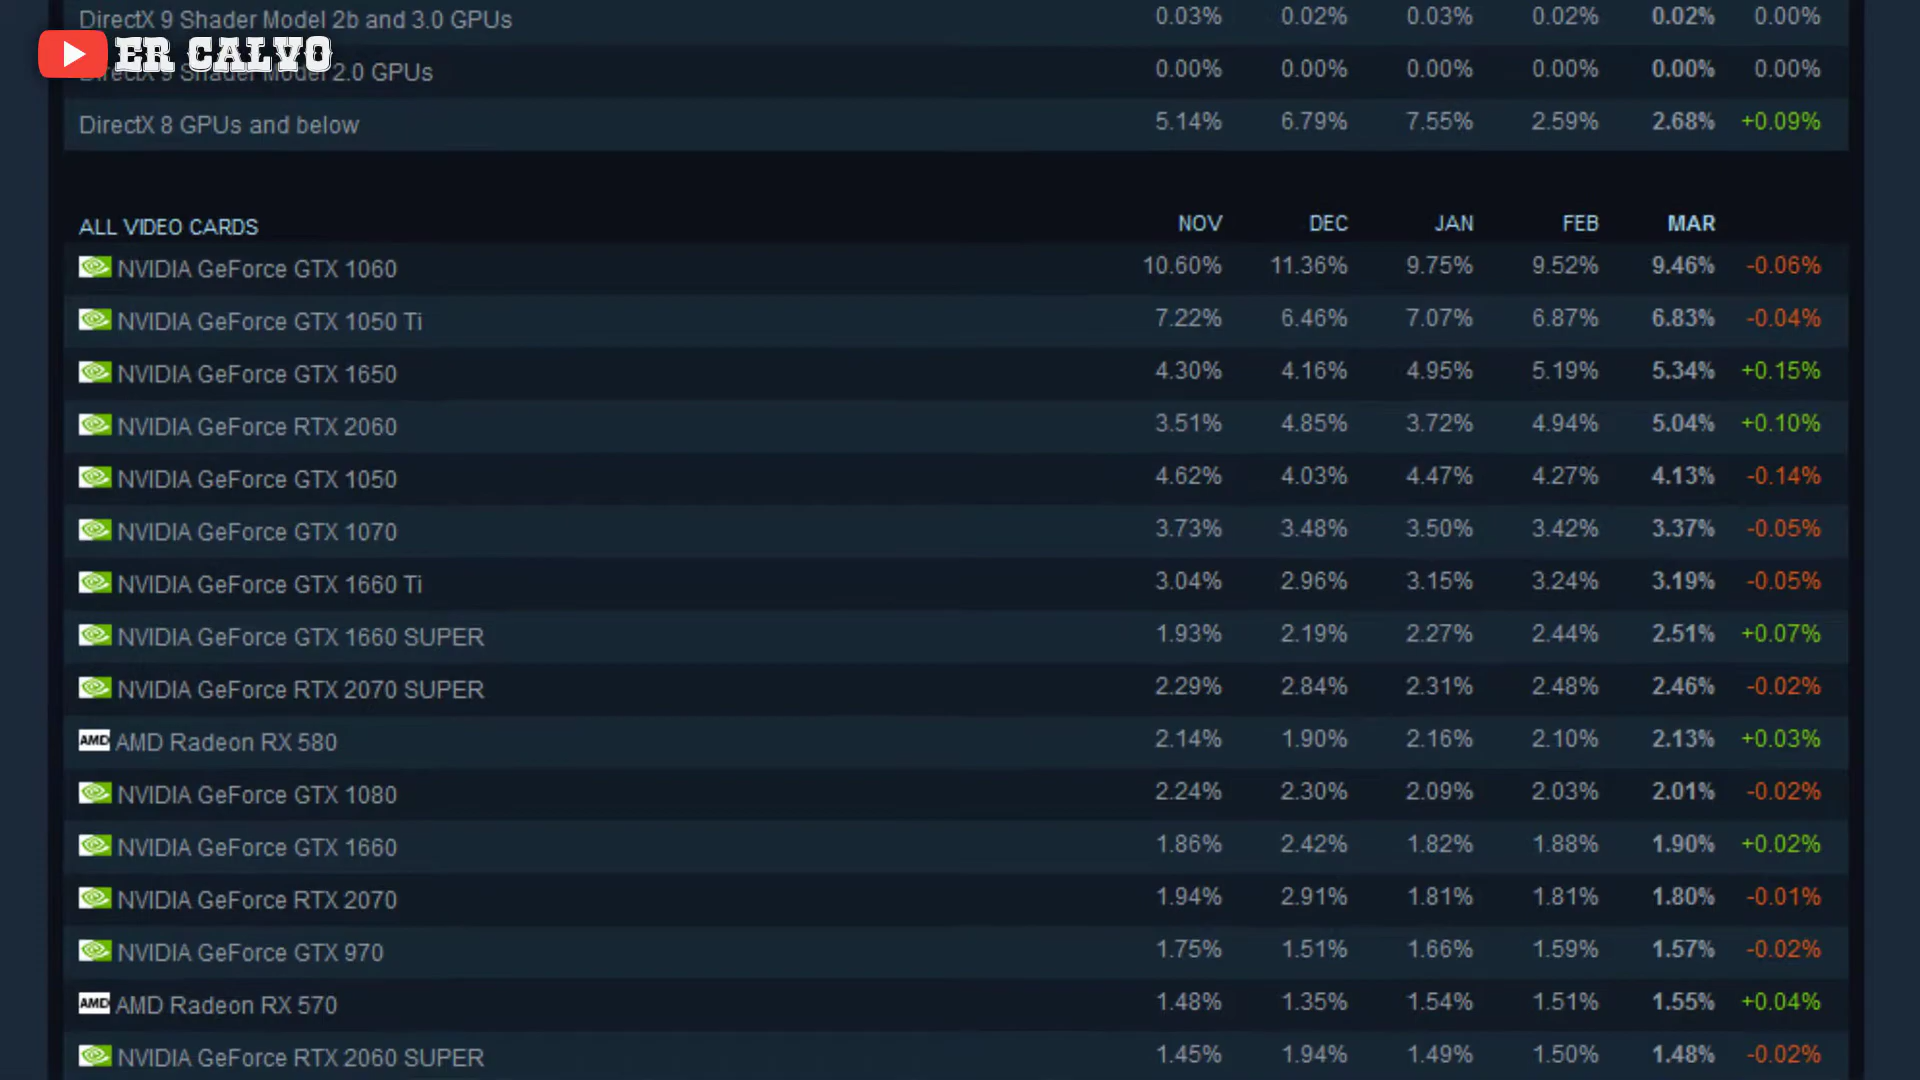 DirectX 9 Shader Model 2b and 3.0 GPUs 0.03% 0.02% 0.03% 0.02% 0.02% 0.00%
ER CALVO
DirectX 9 Shader Model 2.0 GPUs 0.00% 0.00% 0.00% 0.00% 0.00% 0.00%
DirectX 8 GPUs and below 5.14% 6.79% 7.55% 2.59% 2.68% +0.09%
ALL VIDEO CARDS NOV DEC JAN FEB MAR
NVIDIA GeForce GTX 1060 10.60% 11.36% 9.75% 9.52% 9.46% -0.06%
NVIDIA GeForce GTX 1050 Ti 7.22% 6.46% 7.07% 6.87% 6.83% -0.04%
NVIDIA GeForce GTX 1650 4.30% 4.16% 4.95% 5.19% 5.34% +0.15%
NVIDIA GeForce RTX 2060 3.51% 4.85% 3.72% 4.94% 5.04% +0.10%
NVIDIA GeForce GTX 1050 4.62% 4.03% 4.47% 4.27% 4.13% -0.14%
NVIDIA GeForce GTX 1070 3.73% 3.48% 3.50% 3.42% 3.37% -0.05%
NVIDIA GeForce GTX 1660 Ti 3.04% 2.96% 3.15% 3.24% 3.19% -0.05%
NVIDIA GeForce GTX 1660 SUPER 1.93% 2.19% 2.27% 2.44% 2.51% +0.07%
NVIDIA GeForce RTX 2070 SUPER 2.29% 2.84% 2.31% 2.48% 2.46% -0.02%
AMD AMD Radeon RX 580 2.14% 1.90% 2.16% 2.10% 2.13% +0.03%
NVIDIA GeForce GTX 1080 2.24% 2.30% 2.09% 2.03% 2.01% -0.02%
NVIDIA GeForce GTX 1660 1.86% 2.42% 1.82% 1.88% 1.90% +0.02%
NVIDIA GeForce RTX 2070 1.94% 2.91% 1.81% 1.81% 1.80% -0.01%
NVIDIA GeForce GTX 970 1.75% 1.51% 1.66% 1.59% 1.57% -0.02%
AMD AMD Radeon RX 570 1.48% 1.35% 1.54% 1.51% 1.55% +0.04%
NVIDIA GeForce RTX 2060 SUPER 1.45% 1.94% 1.49% 1.50% 1.48% -0.02%